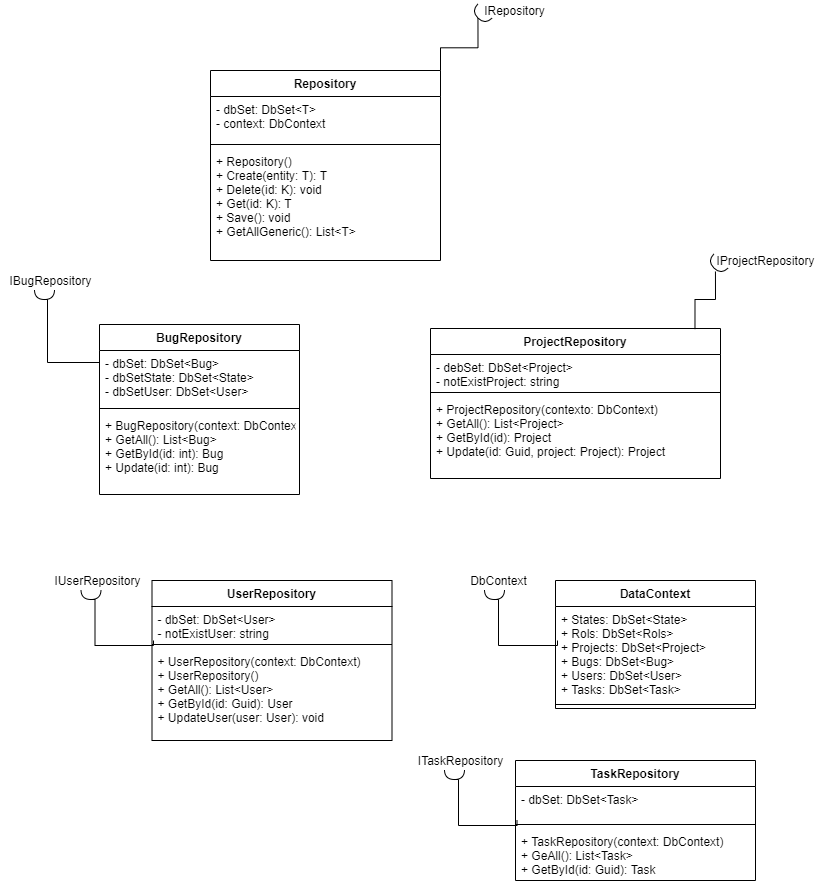 IRepository
Repository
- dbSet: DbSet<T>
- context: DbContext
+ Repository()
+ Create(entity: T): T
+ Delete(id: K): void
+ Get(id: K): T
+ Save(): void
+ GetAllGeneric(): List<T>
IBugRepository
BugRepository
- dbSet: DbSet<Bug>
- dbSetState: DbSet<State>
- dbSetUser: DbSet<User>
+ BugRepository(context: DbContex
+ GetAll(): List<Bug>
+ GetById(id: int): Bug
+ Update(id: int): Bug
IProjectRepository
ProjectRepository
- debSet: DbSet<Project>
- notExistProject: string
+ ProjectRepository(contexto: DbContext)
+ GetAll(): List<Project>
+ GetById(id): Project
+ Update(id: Guid, project: Project): Project
IUserRepository
UserRepository
- dbSet: DbSet<User>
- notExistUser: string
+ UserRepository(context: DbContext)
+ UserRepository()
+ GetAll(): List<User>
+ GetById(id: Guid): User
+ UpdateUser(user: User): void
DbContext
DataContext
+ States: DbSet<State>
+ Rols: DbSet<Rols>
+ Projects: DbSet<Project>
+ Bugs: DbSet<Bug>
+ Users: DbSet<User>
+ Tasks: DbSet<Task>
ITaskRepository
TaskRepository
- dbSet: DbSet<Task>
+ TaskRepository(context: DbContext)
+ GeAll(): List<Task>
+ GetById(id: Guid): Task